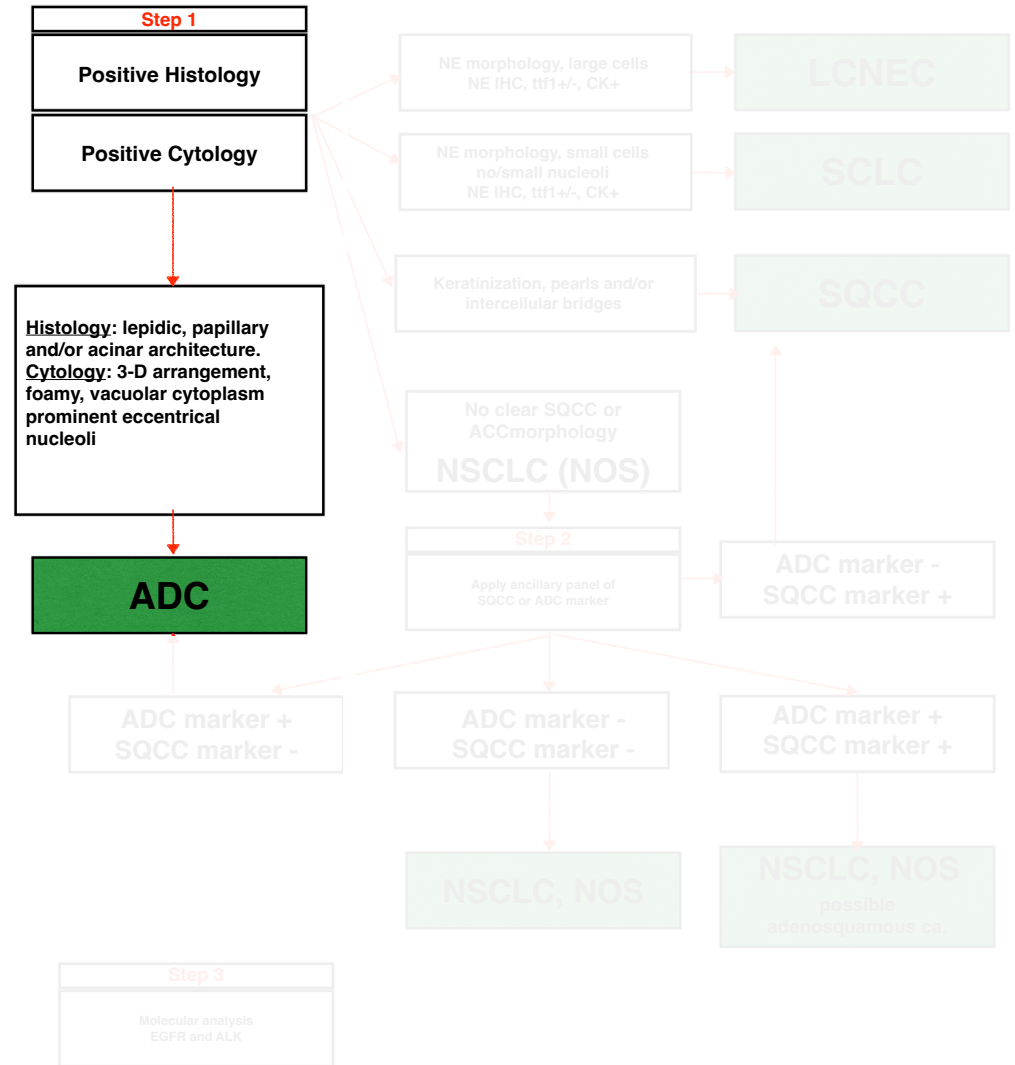 Step 1
Positive Histology
Positive Cytology
Histology: lepidic, papillary
and/or acinar architecture.
Cytology: 3-D arrangement,
foamy, vacuolar cytoplasm
prominent eccentrical
nucleoli
ADC
NE morphology, large cells
NE IHC, ttf1+/-, CK+
LCNEC
NE morphology, small cells
no/small nucleoli
NE IHC, ttf1+/-, CK+
SCLC
Keratinization, pearls and/or
intercellular bridges
SQCC
No clear SQCC or
ACCmorphology
NSCLC (NOS)
Step 2
Apply ancillary panel of
SQCC or ADC marker
ADC marker -
SQCC marker +
ADC marker +
SQCC marker -
ADC marker -
SQCC marker -
ADC marker +
SQCC marker +
NSCLC, NOS
NSCLC, NOS
possible
adenosquamous ca.
Step 3
Molecular analysis
EGFR and ALK